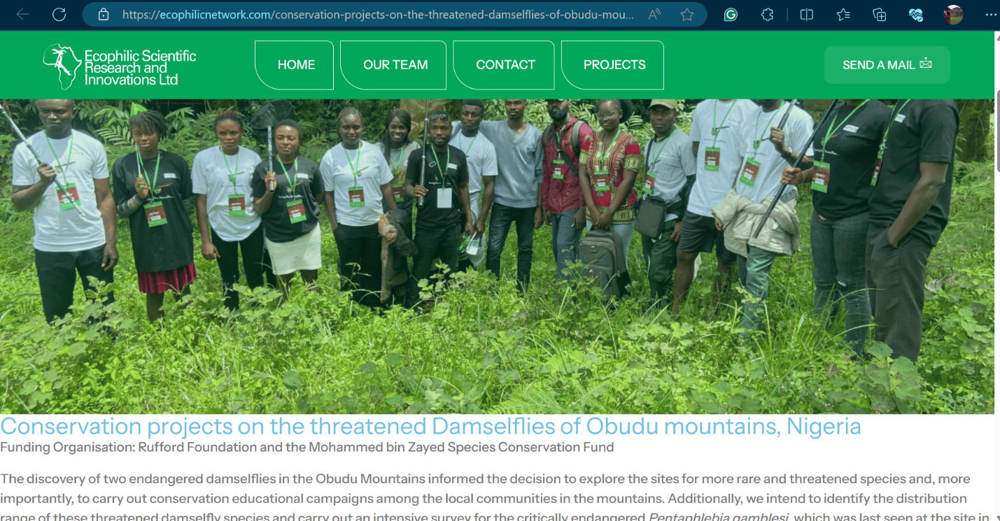 https://ecophilicnetwork.com/conservation-projects-on-the-threatened-damselflies-of-obudu-mou...
Ecophilic Scientific
Research and
Innovations Ltd
HOME
OUR TEAM
CONTACT
PROJECTS
SEND A MAIL
Conservation projects on the threatened Damselflies of Obudu mountains, Nigeria
Funding Organisation: Rufford Foundation and the Mohammed bin Zayed Species Conservation Fund
The discovery of two endangered damselflies in the Obudu Mountains informed the decision to explore the sites for more rare and threatened species and, more
importantly, to carry out conservation educational campaigns among the local communities in the mountains. Additionally, we intend to identify the distribution
range of these threatened damselfly species and carry out an intensive survey for the critically endangered Pentaphlebia gamblesi, which was last seen at the site in